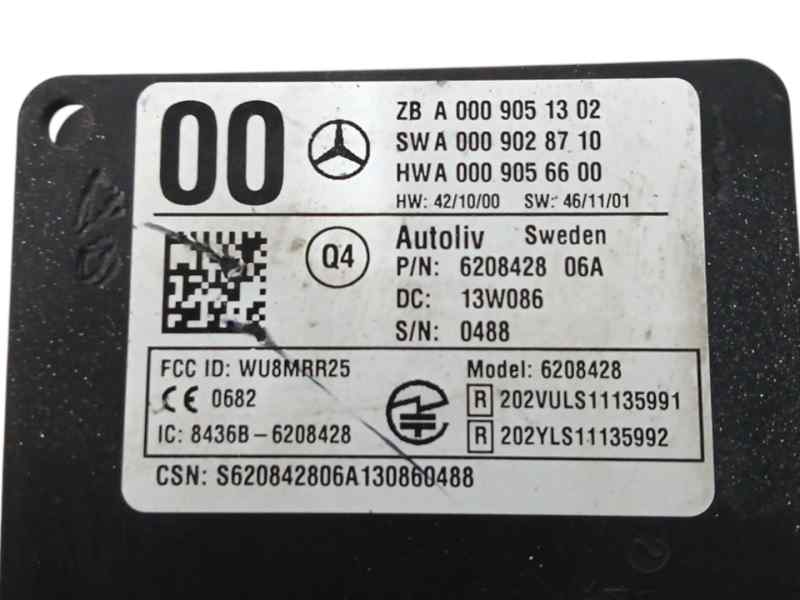 00
ZB A 000 905 13 02
SW A 000 902 87 10
HW A 000 905 66 00
HW: 42/10/00 SW: 46/11/01
Q4
Autoliv Sweden
P/N: 6208428 06A
DC: 13W086
S/N: 0488
FCC ID: WU8MRR25
CE 0682
IC: 8436B-6208428
Model: 6208428
R 202VULS11135991
R 202YLS11135992
CSN: S620842806A130860488